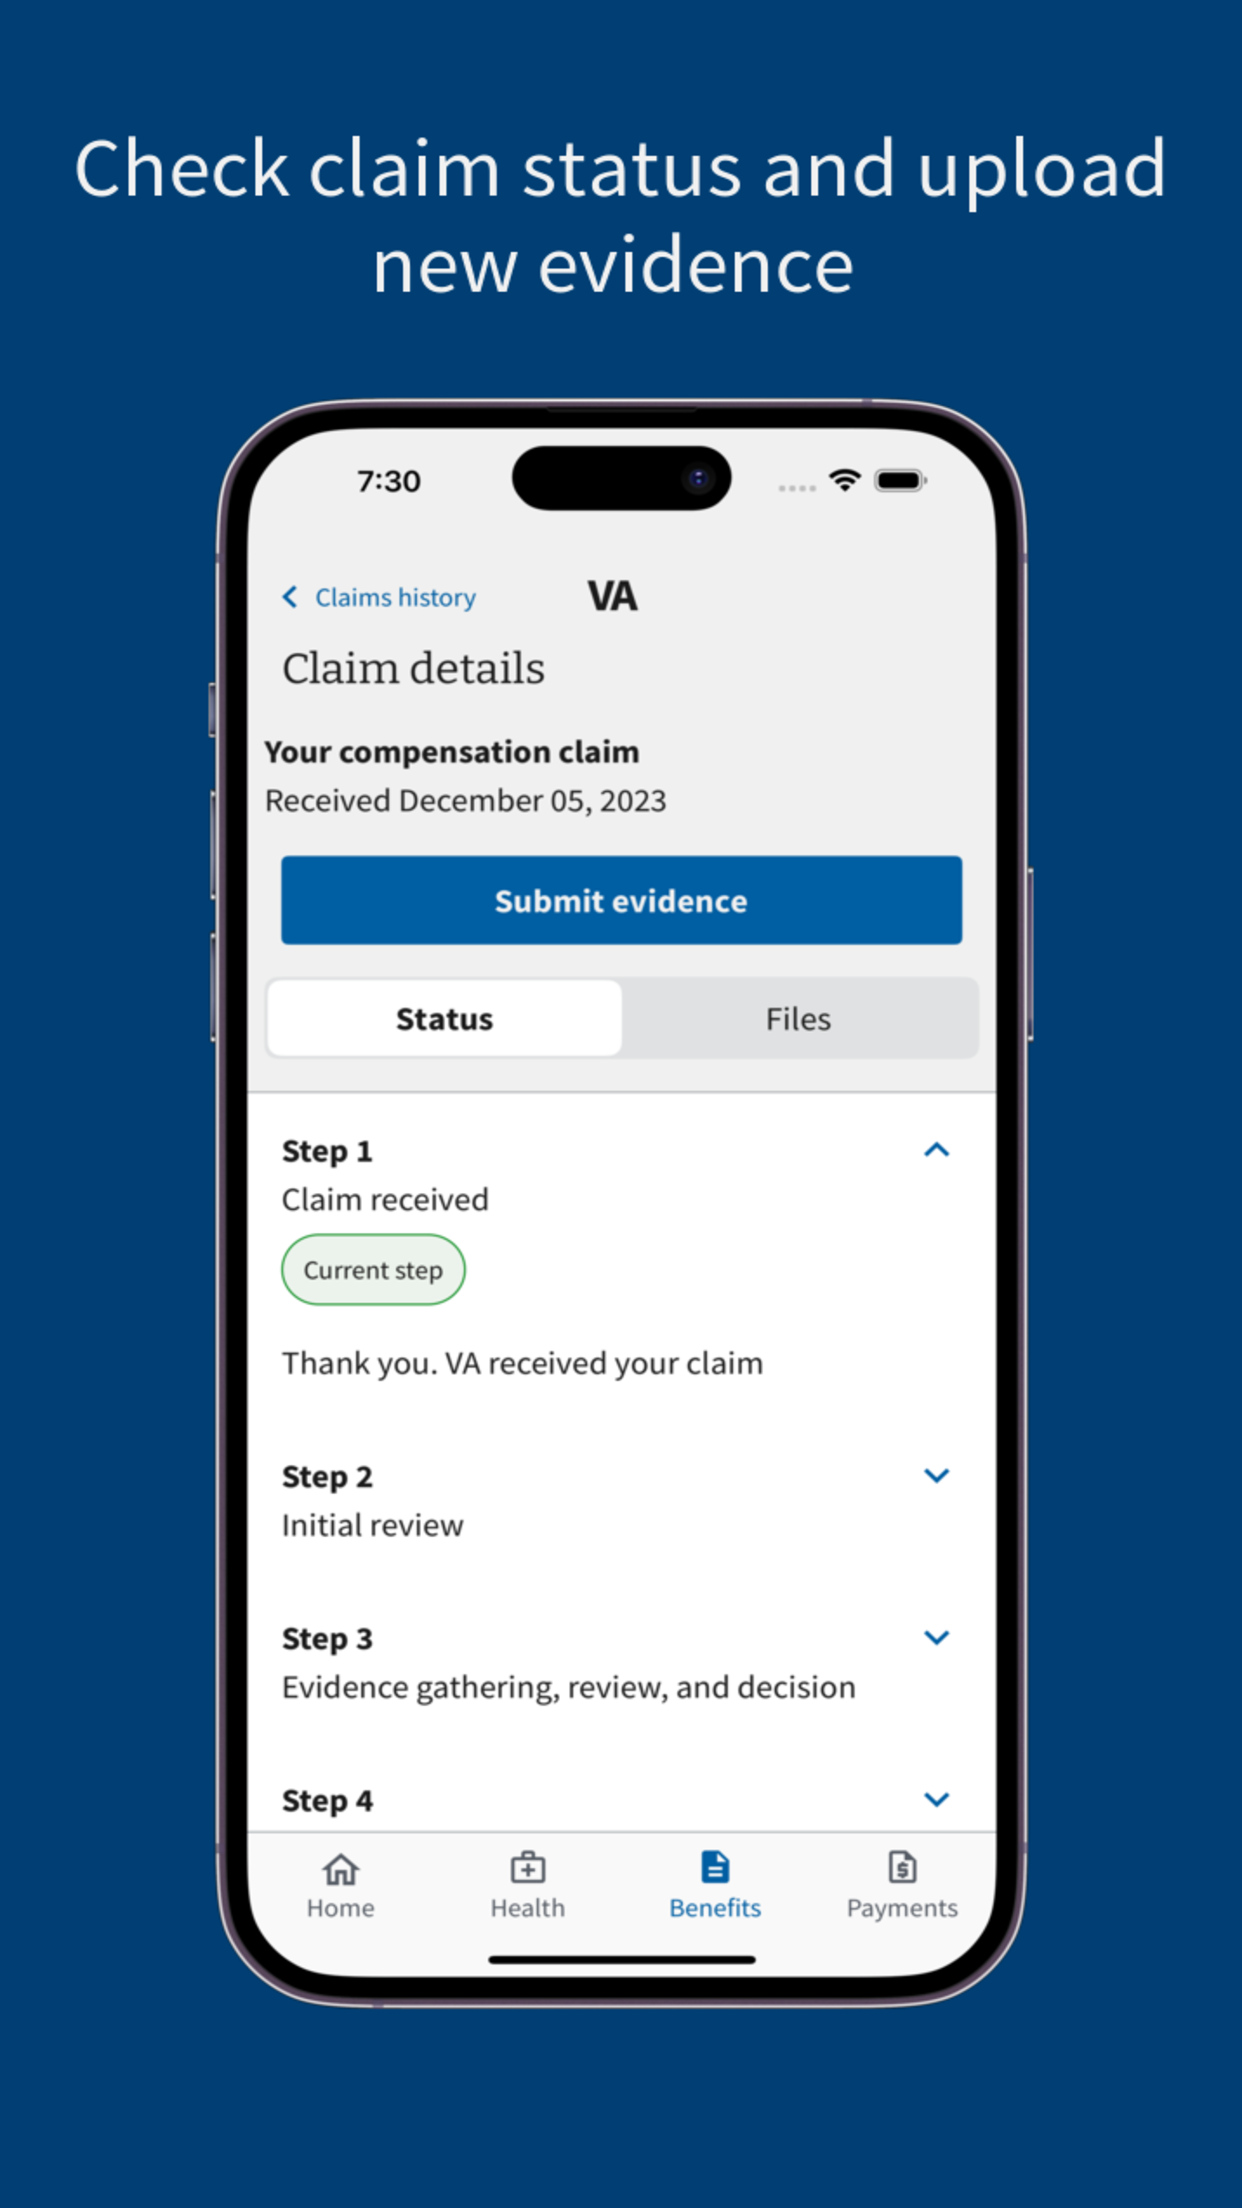 Check claim status and upload
new evidence
7:30
Claims history
VA
Claim details
Your compensation claim
Received December 05, 2023
Submit evidence
Status
Files
Step 1
Claim received
Current step
Thank you. VA received your claim
Step 2
Initial review
Step 3
Evidence gathering, review, and decision
Step 4
Home
Health
Benefits
Payments